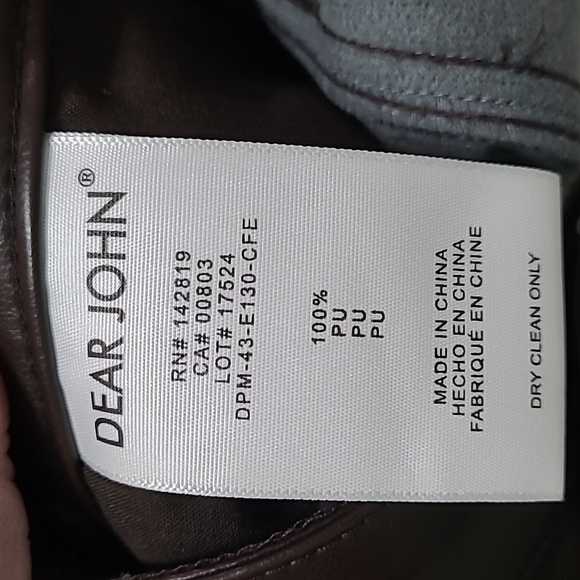 DEAR JOHN®
RN# 142819
CA# 00803
LOT# 17524
DPM-43-E130-CFE
100%
PU
PU
PU
MADE IN CHINA
HECHO EN CHINA
FABRIQUÉ EN CHINE
DRY CLEAN ONLY